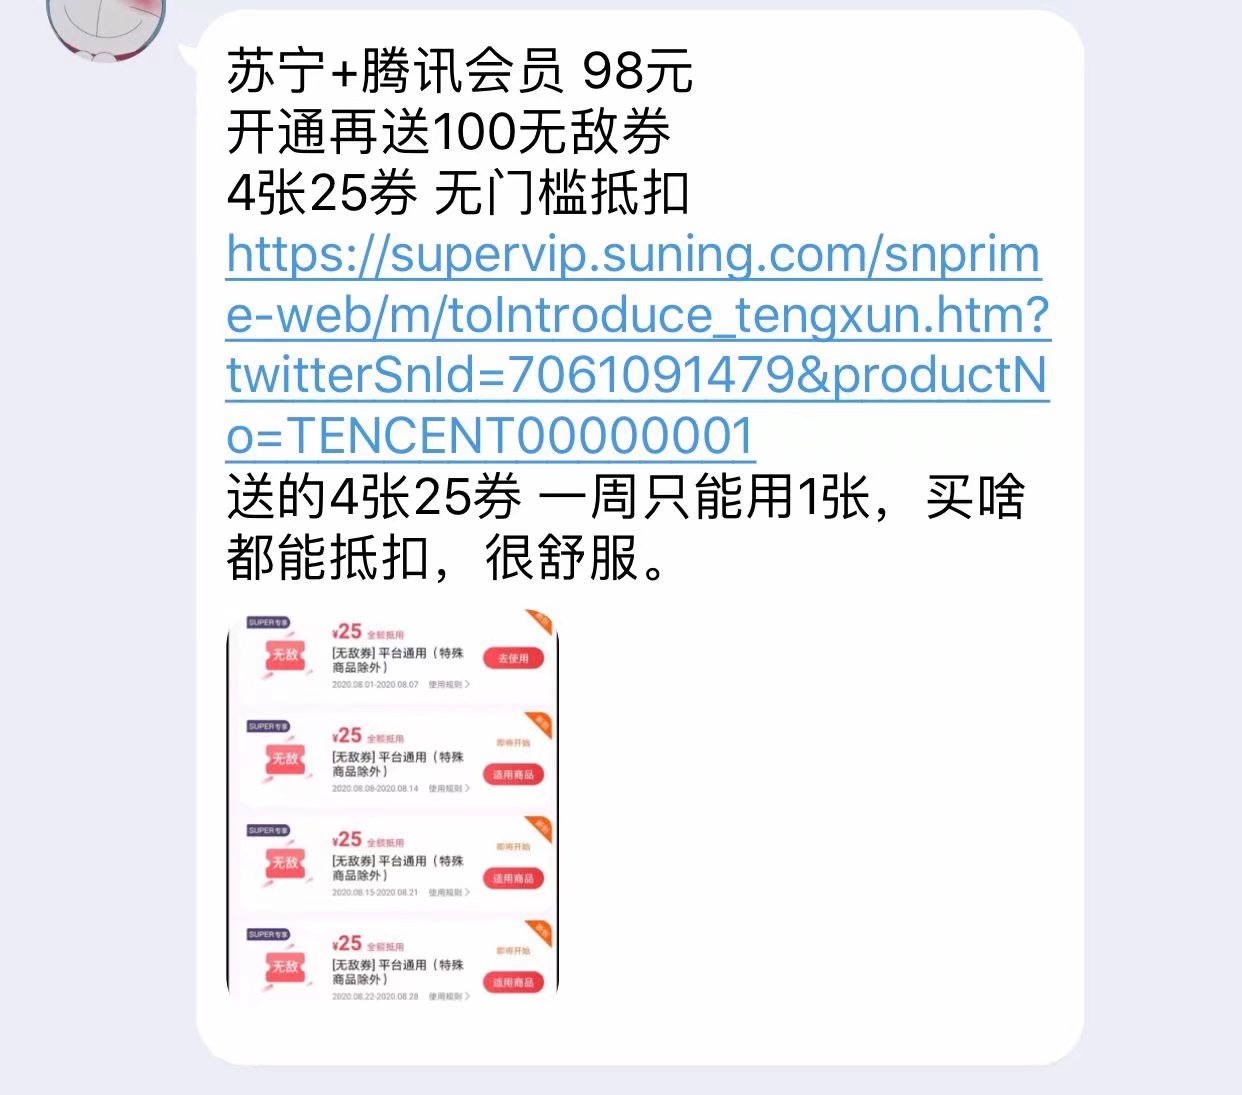 苏宁+腾讯会员 98元
开通再送100无敌券
4张25券 无门槛抵扣
https://supervip.suning.com/snprim
e-web/m/toIntroduce_tengxun.htm?
twitterSnId=7061091479&productN
o=TENCENT00000001
送的4张25券 一周只能用1张，买啥
都能抵扣，很舒服。
SUPER专享
无敌
¥25 全额抵用
[无敌券] 平台通用（特殊
商品除外）
2020.08.01-2020.08.07 使用规则 >
去使用
SUPER专享
无敌
¥25 全额抵用
[无敌券] 平台通用（特殊
商品除外）
2020.08.08-2020.08.14 使用规则 >
即将开始
适用商品
SUPER专享
无敌
¥25 全额抵用
[无敌券] 平台通用（特殊
商品除外）
2020.08.15-2020.08.21 使用规则 >
即将开始
适用商品
SUPER专享
无敌
¥25 全额抵用
[无敌券] 平台通用（特殊
商品除外）
2020.08.22-2020.08.28 使用规则 >
即将开始
适用商品